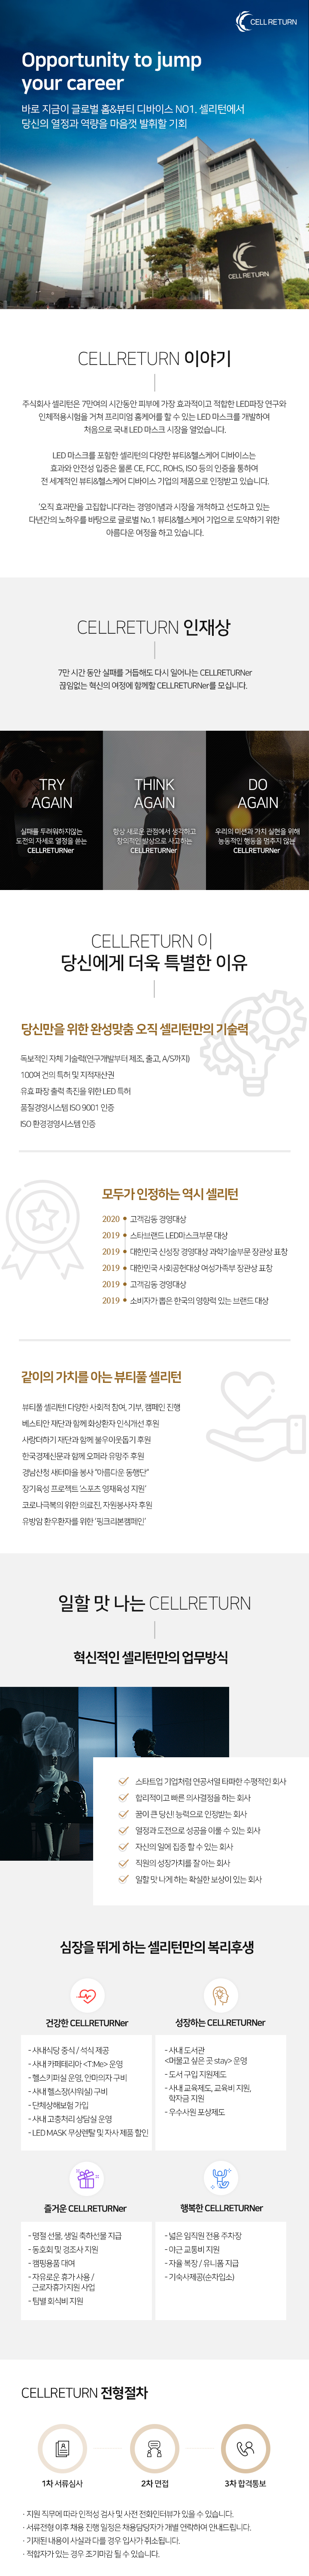 CELL RETURN
Opportunity to jump
your career
바로 지금이 글로벌 홈&뷰티 디바이스 NO1. 셀리턴에서
당신의 열정과 역량을 마음껏 발휘할 기회
CELL RETURN
CELLRETURN 이야기
주식회사 셀리턴은 7만여의 시간동안 피부에 가장 효과적이고 적합한 LED파장 연구와
인체적용시험을 거쳐 프리미엄 홈케어를 할 수 있는 LED 마스크를 개발하여
처음으로 국내 LED 마스크 시장을 열었습니다.
LED 마스크를 포함한 셀리턴의 다양한 뷰티&헬스케어 디바이스는
효과와 안전성 입증은 물론 CE, FCC, ROHS, ISO 등의 인증을 통하여
전 세계적인 뷰티&헬스케어 디바이스 기업의 제품으로 인정받고 있습니다.
'오직 효과만을 고집합니다'라는 경영이념과 시장을 개척하고 선도하고 있는
다년간의 노하우를 바탕으로 글로벌 No.1 뷰티&헬스케어 기업으로 도약하기 위한
아름다운 여정을 하고 있습니다.
CELLRETURN 인재상
7만 시간 동안 실패를 거듭해도 다시 일어나는 CELLRETURNer
끊임없는 혁신의 여정에 함께할 CELLRETURNer를 모십니다.
TRY
AGAIN
실패를 두려워하지않는
도전의 자세로 열정을 쏟는
CELLRETURNer
THINK
AGAIN
항상 새로운 관점에서 생각하고
창의적인 발상으로 사고하는
CELLRETURNer
DO
AGAIN
우리의 미션과 가치 실현을 위해
능동적인 행동을 멈추지 않는
CELLRETURNer
CELLRETURN 이
당신에게 더욱 특별한 이유
당신만을 위한 완성맞춤 오직 셀리턴만의 기술력
독보적인 자체 기술력(연구개발부터 제조, 출고, A/S까지)
100여 건의 특허 및 지적재산권
유효 파장 출력 촉진을 위한 LED 특허
품질경영시스템 ISO 9001 인증
ISO 환경경영시스템 인증
모두가 인정하는 역시 셀리턴
2020 고객감동 경영대상
2019 스타브랜드 LED마스크부문 대상
2019 대한민국 신성장 경영대상 과학기술부문 장관상 표창
2019 대한민국 사회공헌대상 여성가족부 장관상 표창
2019 고객감동 경영대상
2019 소비자가 뽑은 한국의 영향력 있는 브랜드 대상
같이의 가치를 아는 뷰티풀 셀리턴
뷰티풀 셀리턴! 다양한 사회적 참여, 기부, 캠페인 진행
베스티안 재단과 함께 화상환자 인식개선 후원
사랑더하기 재단과 함께 불우이웃돕기 후원
한국경제신문과 함께 오페라 유망주 후원
경남산청 새터마을 봉사 "아름다운 동행단"
장기육성 프로젝트 '스포츠 영재육성 지원'
코로나극복의 위한 의료진, 자원봉사자 후원
유방암 환우환자를 위한 '핑크리본캠페인'
일할 맛 나는 CELLRETURN
혁신적인 셀리턴만의 업무방식
스타트업 기업처럼 연공서열 타파한 수평적인 회사
합리적이고 빠른 의사결정을 하는 회사
꿈이 큰 당신! 능력으로 인정받는 회사
열정과 도전으로 성공을 이룰 수 있는 회사
자신의 일에 집중 할 수 있는 회사
직원의 성장가치를 잘 아는 회사
일할 맛 나게 하는 확실한 보상이 있는 회사
심장을 뛰게 하는 셀리턴만의 복리후생
건강한 CELLRETURNer
- 사내식당 중식 / 석식 제공
- 사내 카페테리아 <T:Me> 운영
- 헬스키퍼실 운영, 안마의자 구비
- 사내 헬스장(샤워실) 구비
- 단체상해보험 가입
- 사내 고충처리 상담실 운영
- LED MASK 무상렌탈 및 자사 제품 할인
성장하는 CELLRETURNer
- 사내 도서관
<머물고 싶은 곳 stay> 운영
- 도서 구입 지원제도
- 사내 교육제도, 교육비 지원,
학자금 지원
- 우수사원 포상제도
즐거운 CELLRETURNer
- 명절 선물, 생일 축하선물 지급
- 동호회 및 경조사 지원
- 캠핑용품 대여
- 자유로운 휴가 사용 /
근로자휴가지원 사업
- 팀별 회식비 지원
행복한 CELLRETURNer
- 넓은 임직원 전용 주차장
- 야근 교통비 지원
- 자율 복장 / 유니폼 지급
- 기숙사제공(순차입소)
CELLRETURN 전형절차
1차 서류심사
2차 면접
3차 합격통보
· 지원 직무에 따라 인적성 검사 및 사전 전화인터뷰가 있을 수 있습니다.
· 서류전형 이후 채용 진행 일정은 채용담당자가 개별 연락하여 안내드립니다.
· 기재된 내용이 사실과 다를 경우 입사가 취소됩니다.
· 적합자가 있는 경우 조기마감 될 수 있습니다.